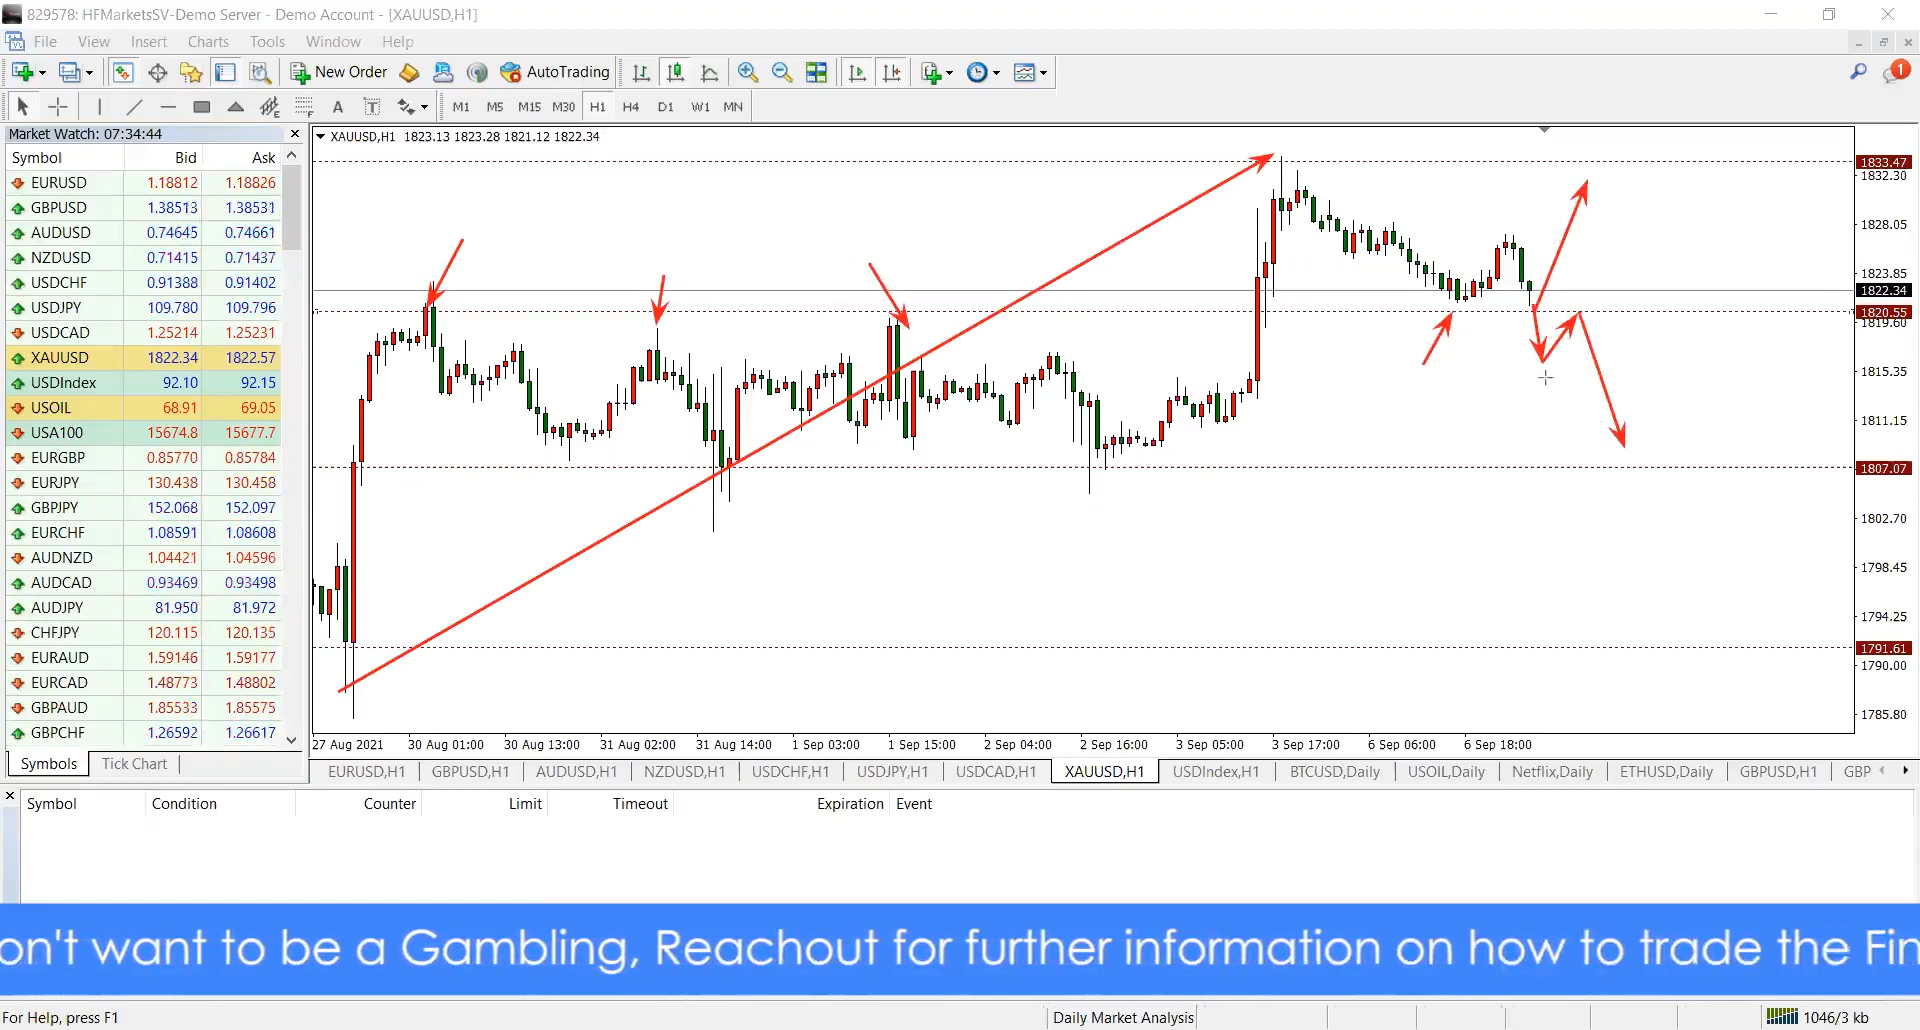 829578: HFMarketsSV-Demo Server - Demo Account - [XAUUSD,H1]
File View Insert Charts Tools Window Help
New Order AutoTrading 1
A T M1 M5 M15 M30 H1 H4 D1 W1 MN
Market Watch: 07:34:44
Symbol Bid Ask
EURUSD 1.18812 1.18826
GBPUSD 1.38513 1.38531
AUDUSD 0.74645 0.74661
NZDUSD 0.71415 0.71437
USDCHF 0.91388 0.91402
USDJPY 109.780 109.796
USDCAD 1.25214 1.25231
XAUUSD 1822.34 1822.57
USDIndex 92.10 92.15
USOIL 68.91 69.05
USA100 15674.8 15677.7
EURGBP 0.85770 0.85784
EURJPY 130.438 130.458
GBPJPY 152.068 152.097
EURCHF 1.08591 1.08608
AUDNZD 1.04421 1.04596
AUDCAD 0.93469 0.93498
AUDJPY 81.950 81.972
CHFJPY 120.115 120.135
EURAUD 1.59146 1.59177
EURCAD 1.48773 1.48802
GBPAUD 1.85533 1.85575
GBPCHF 1.26592 1.26617
Symbols Tick Chart
XAUUSD,H1 1823.13 1823.28 1821.12 1822.34
1833.47
1832.30
1828.05
1823.85
1822.34
1820.55
1819.60
1815.35
1811.15
1807.07
1802.70
1798.45
1794.25
1791.61
1790.00
1785.80
27 Aug 2021 30 Aug 01:00 30 Aug 13:00 31 Aug 02:00 31 Aug 14:00 1 Sep 03:00 1 Sep 15:00 2 Sep 04:00 2 Sep 16:00 3 Sep 05:00 3 Sep 17:00 6 Sep 06:00 6 Sep 18:00
EURUSD,H1 GBPUSD,H1 AUDUSD,H1 NZDUSD,H1 USDCHF,H1 USDJPY,H1 USDCAD,H1 XAUUSD,H1 USDIndex,H1 BTCUSD,Daily USOIL,Daily Netflix,Daily ETHUSD,Daily GBPUSD,H1 GBP
Symbol Condition Counter Limit Timeout Expiration Event
on't want to be a Gambling, Reachout for further information on how to trade the Fin
For Help, press F1 Daily Market Analysis 1046/3 kb